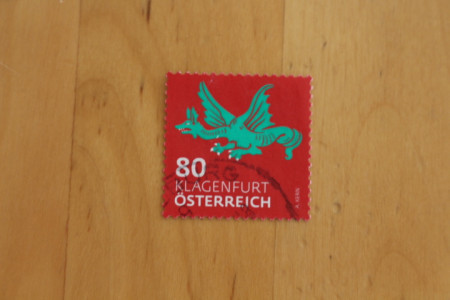 80
KLAGENFURT
ÖSTERREICH